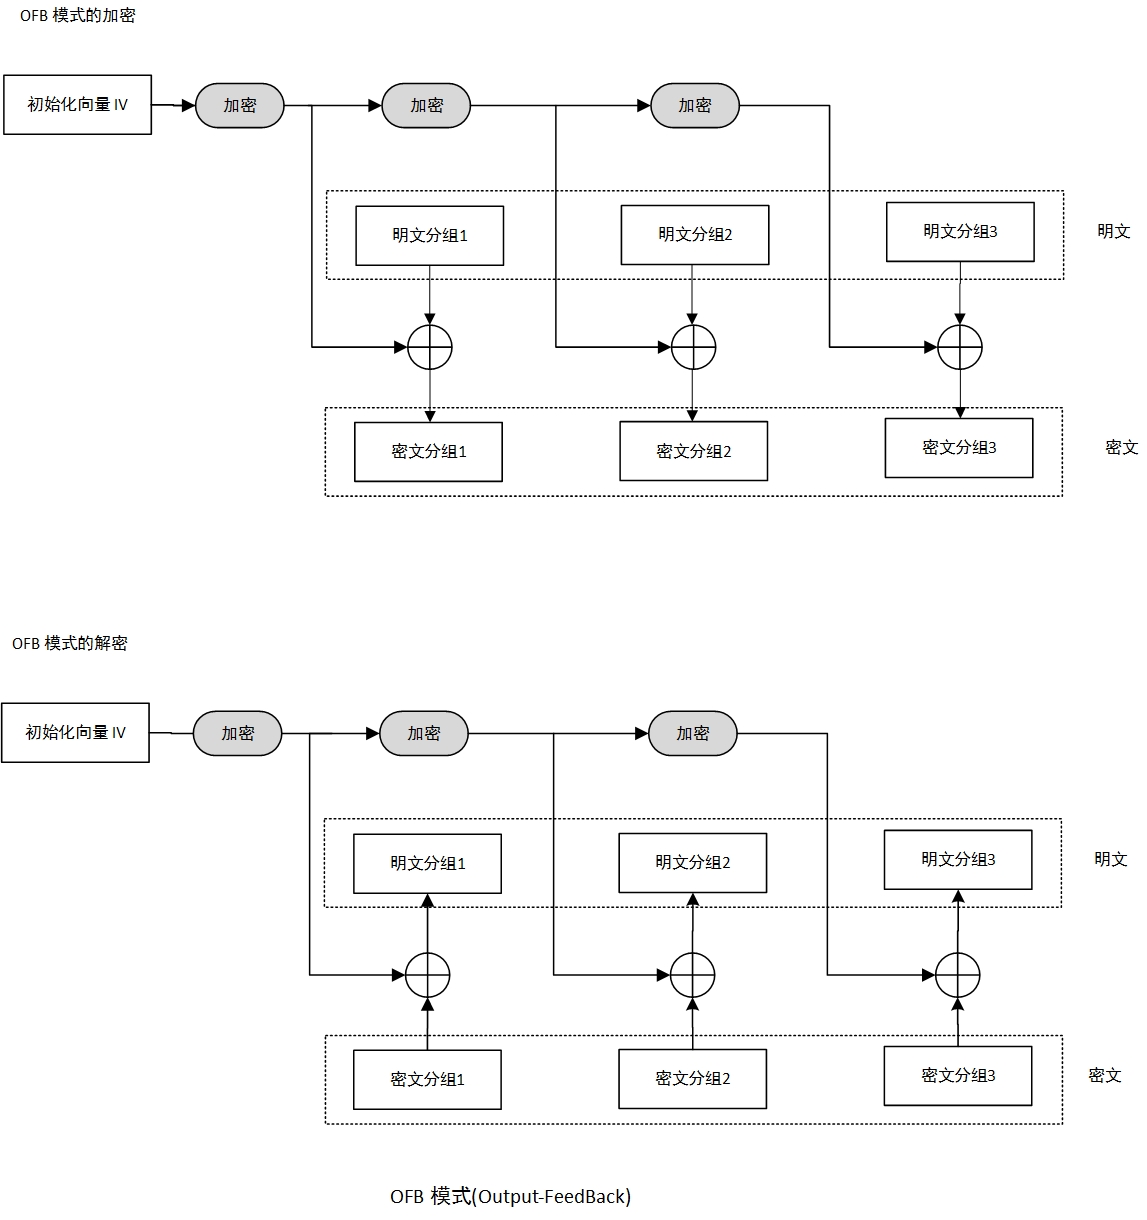 OFB 模式的加密
初始化向量 IV
加密
加密
加密
明文分组1
明文分组2
明文分组3
明文
密文分组1
密文分组2
密文分组3
密文
OFB 模式的解密
初始化向量 IV
加密
加密
加密
明文分组1
明文分组2
明文分组3
明文
密文分组1
密文分组2
密文分组3
密文
OFB 模式(Output-FeedBack)